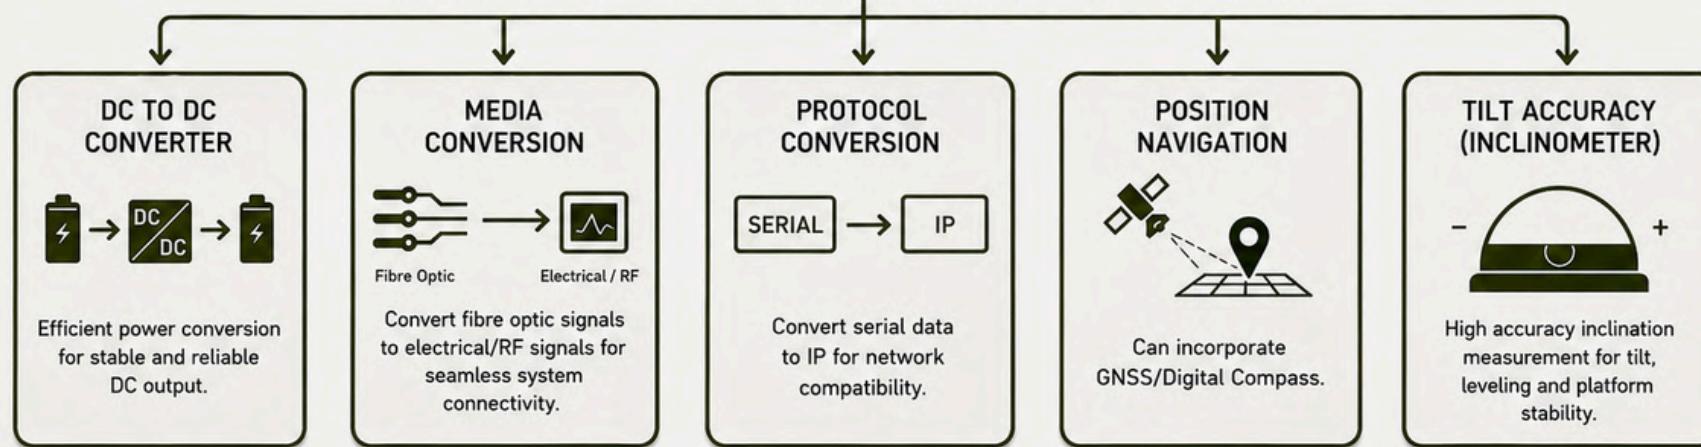 DC TO DC
CONVERTER
DC
DC
Efficient power conversion
for stable and reliable
DC output.
MEDIA
CONVERSION
Fibre Optic
Electrical / RF
Convert fibre optic signals
to electrical/RF signals for
seamless system
connectivity.
PROTOCOL
CONVERSION
SERIAL
IP
Convert serial data
to IP for network
compatibility.
POSITION
NAVIGATION
Can incorporate
GNSS/Digital Compass.
TILT ACCURACY
(INCLINOMETER)
- +
High accuracy inclination
measurement for tilt,
leveling and platform
stability.